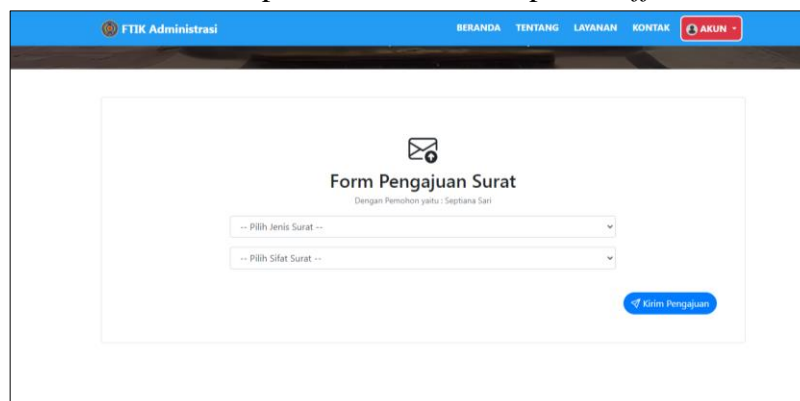 FTIK Administrasi
BERANDA TENTANG LAYANAN KONTAK AKUN
Form Pengajuan Surat
Dengan Pemohon yaitu : Septiana Sari
-- Pilih Jenis Surat --
-- Pilih Sifat Surat --
Kirim Pengajuan